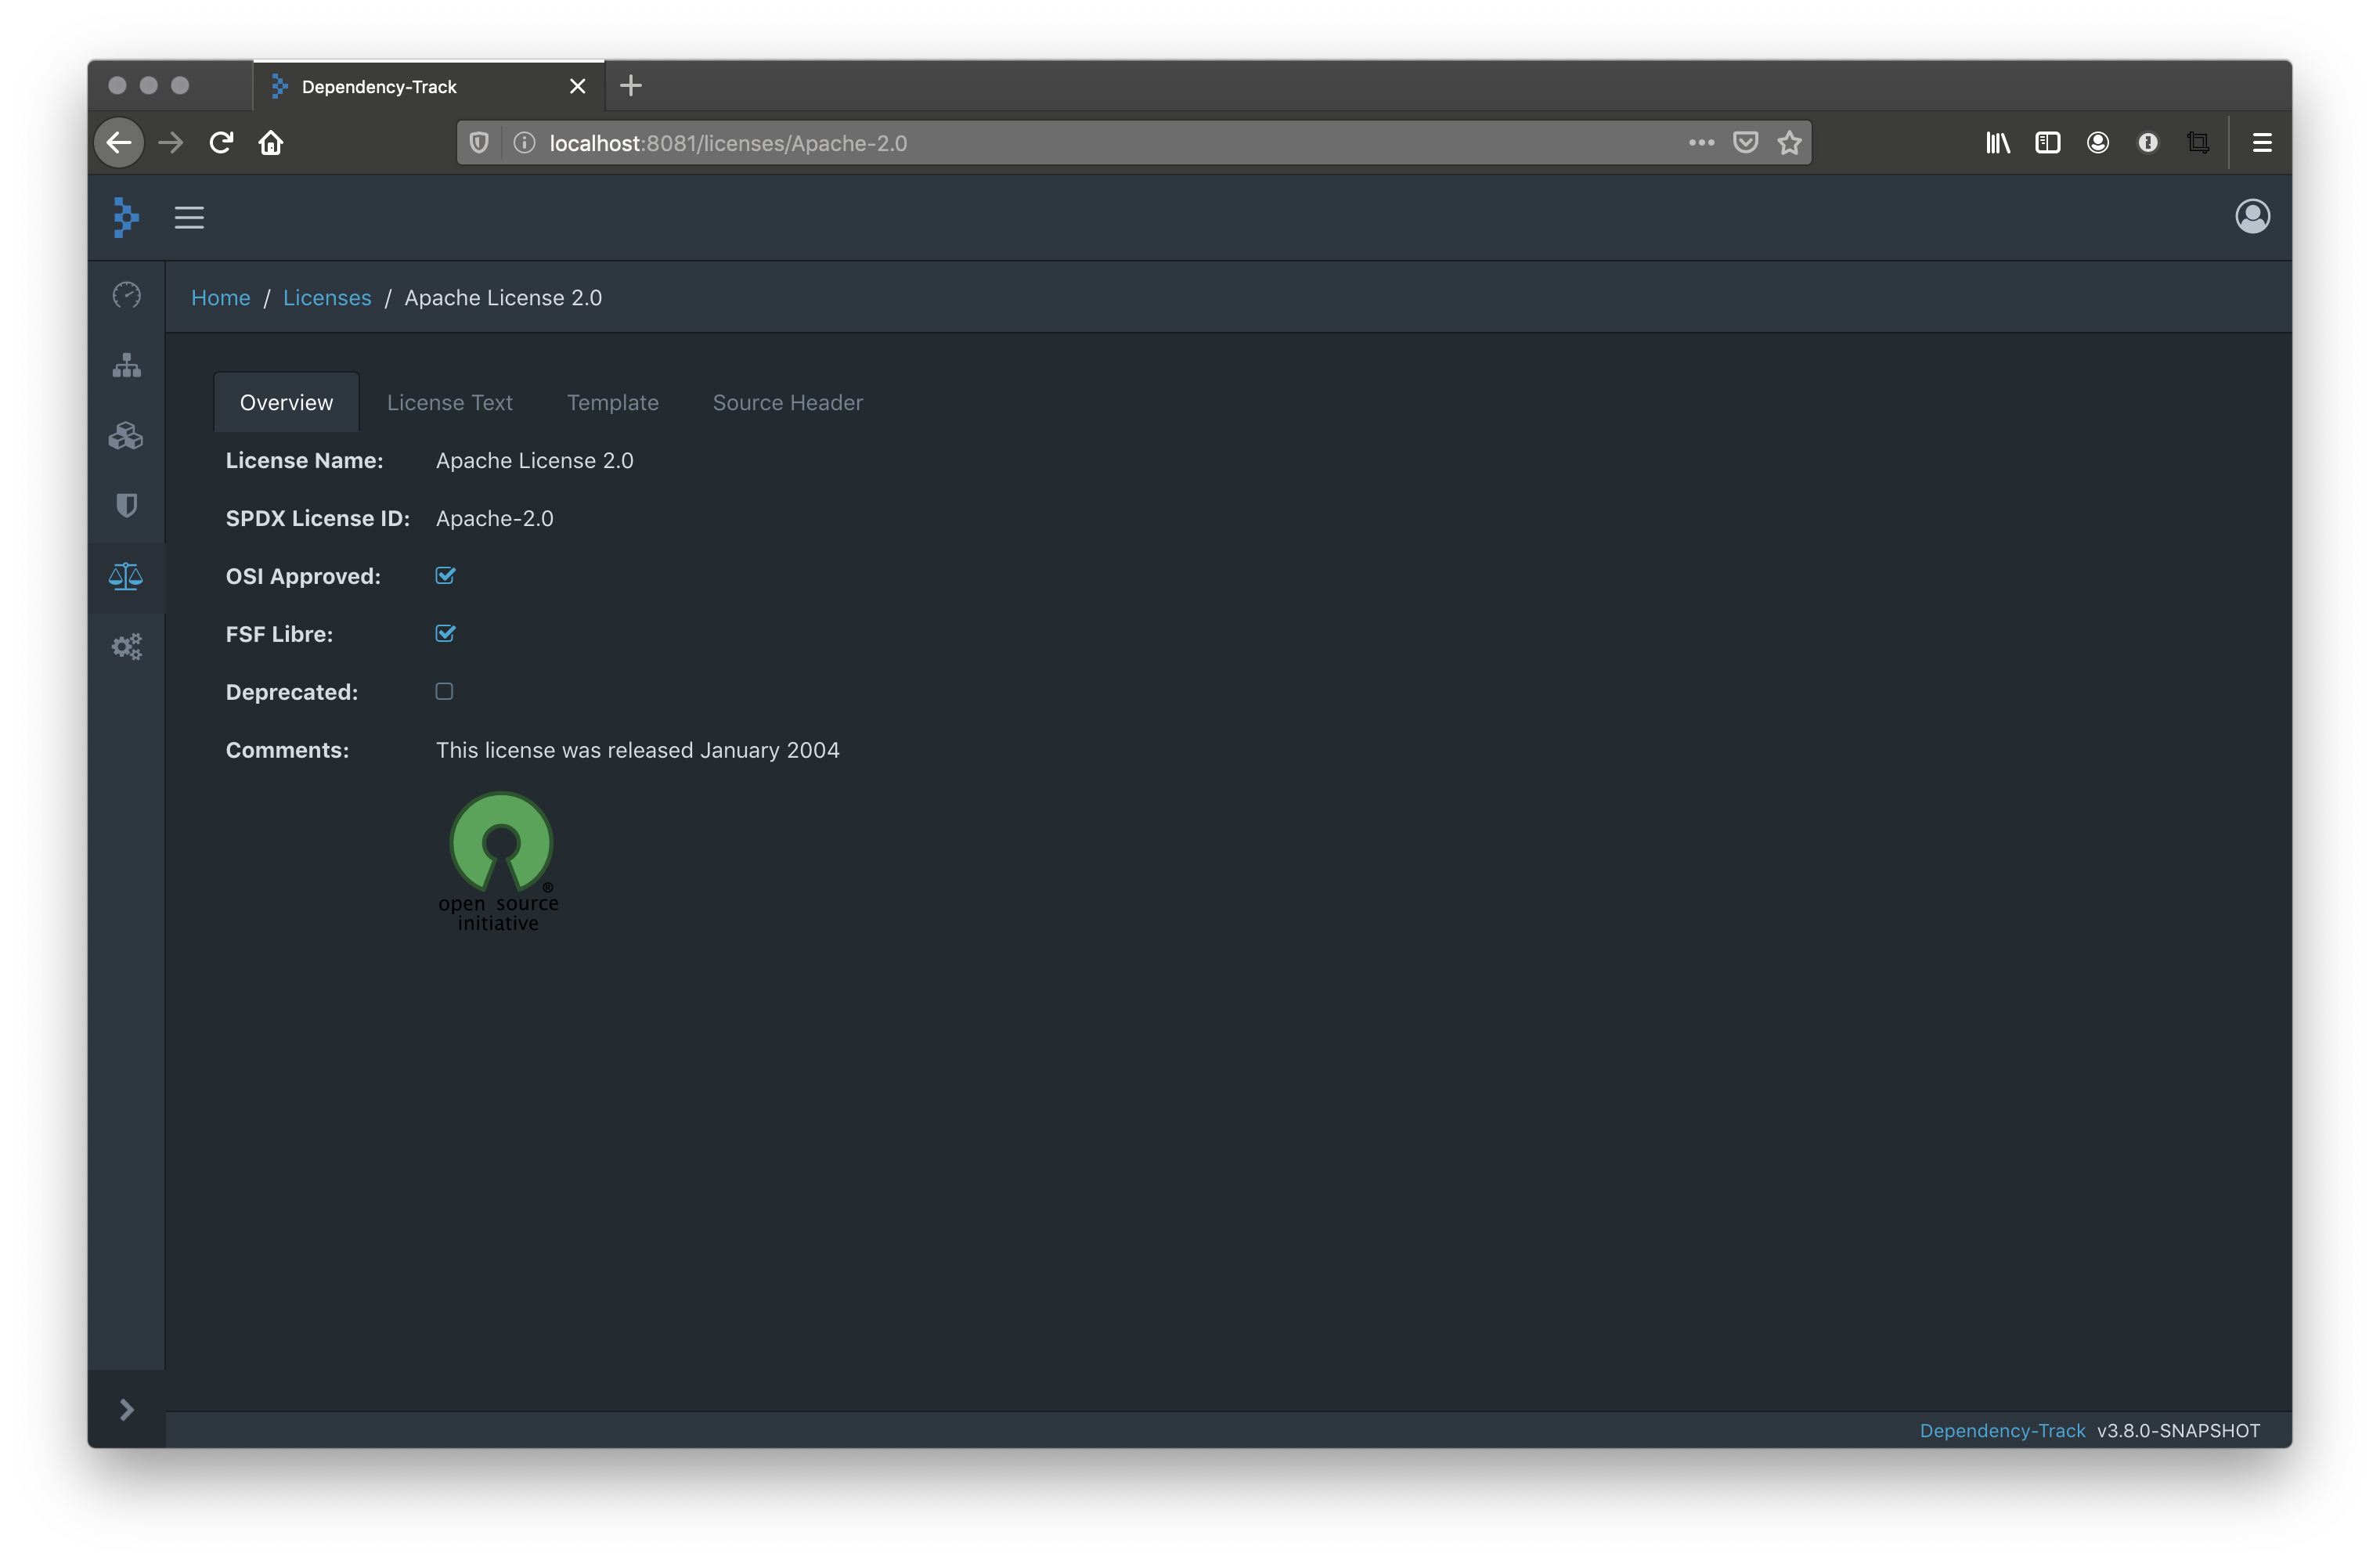 Dependency-Track
localhost:8081/licenses/Apache-2.0
Home / Licenses / Apache License 2.0
Overview License Text Template Source Header
License Name: Apache License 2.0
SPDX License ID: Apache-2.0
OSI Approved:
FSF Libre:
Deprecated:
Comments: This license was released January 2004
®
open source
initiative
Dependency-Track v3.8.0-SNAPSHOT